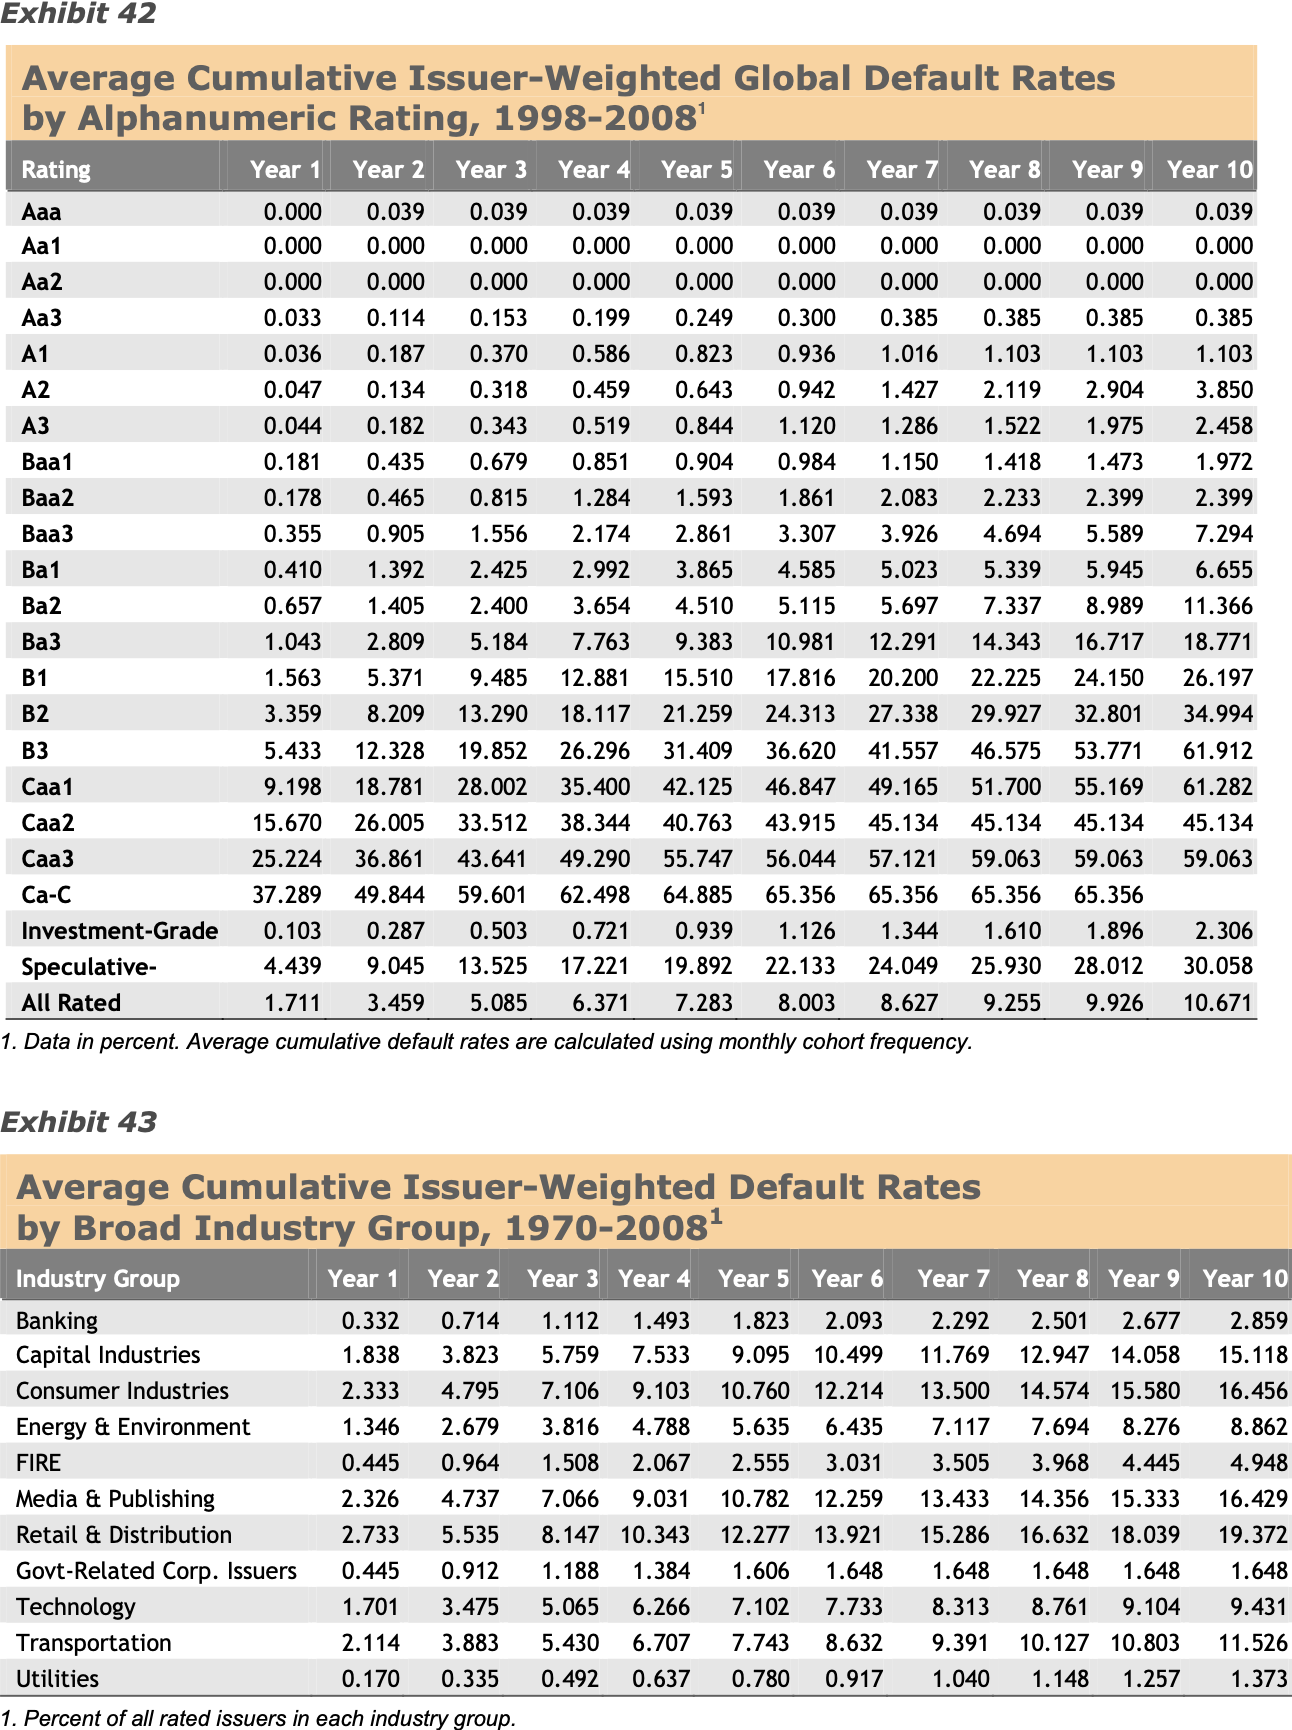 Exhibit 42
Average Cumulative Issuer-Weighted Global Default Rates
by Alphanumeric Rating, 1998-2008¹
Rating Year 1 Year 2 Year 3 Year 4 Year 5 Year 6 Year 7 Year 8 Year 9 Year 10
Aaa 0.000 0.039 0.039 0.039 0.039 0.039 0.039 0.039 0.039 0.039
Aa1 0.000 0.000 0.000 0.000 0.000 0.000 0.000 0.000 0.000 0.000
Aa2 0.000 0.000 0.000 0.000 0.000 0.000 0.000 0.000 0.000 0.000
Aa3 0.033 0.114 0.153 0.199 0.249 0.300 0.385 0.385 0.385 0.385
A1 0.036 0.187 0.370 0.586 0.823 0.936 1.016 1.103 1.103 1.103
A2 0.047 0.134 0.318 0.459 0.643 0.942 1.427 2.119 2.904 3.850
A3 0.044 0.182 0.343 0.519 0.844 1.120 1.286 1.522 1.975 2.458
Baa1 0.181 0.435 0.679 0.851 0.904 0.984 1.150 1.418 1.473 1.972
Baa2 0.178 0.465 0.815 1.284 1.593 1.861 2.083 2.233 2.399 2.399
Baa3 0.355 0.905 1.556 2.174 2.861 3.307 3.926 4.694 5.589 7.294
Ba1 0.410 1.392 2.425 2.992 3.865 4.585 5.023 5.339 5.945 6.655
Ba2 0.657 1.405 2.400 3.654 4.510 5.115 5.697 7.337 8.989 11.366
Ba3 1.043 2.809 5.184 7.763 9.383 10.981 12.291 14.343 16.717 18.771
B1 1.563 5.371 9.485 12.881 15.510 17.816 20.200 22.225 24.150 26.197
B2 3.359 8.209 13.290 18.117 21.259 24.313 27.338 29.927 32.801 34.994
B3 5.433 12.328 19.852 26.296 31.409 36.620 41.557 46.575 53.771 61.912
Caa1 9.198 18.781 28.002 35.400 42.125 46.847 49.165 51.700 55.169 61.282
Caa2 15.670 26.005 33.512 38.344 40.763 43.915 45.134 45.134 45.134 45.134
Caa3 25.224 36.861 43.641 49.290 55.747 56.044 57.121 59.063 59.063 59.063
Ca-C 37.289 49.844 59.601 62.498 64.885 65.356 65.356 65.356 65.356
Investment-Grade 0.103 0.287 0.503 0.721 0.939 1.126 1.344 1.610 1.896 2.306
Speculative- 4.439 9.045 13.525 17.221 19.892 22.133 24.049 25.930 28.012 30.058
All Rated 1.711 3.459 5.085 6.371 7.283 8.003 8.627 9.255 9.926 10.671
1. Data in percent. Average cumulative default rates are calculated using monthly cohort frequency.
Exhibit 43
Average Cumulative Issuer-Weighted Default Rates
by Broad Industry Group, 1970-2008¹
Industry Group Year 1 Year 2 Year 3 Year 4 Year 5 Year 6 Year 7 Year 8 Year 9 Year 10
Banking 0.332 0.714 1.112 1.493 1.823 2.093 2.292 2.501 2.677 2.859
Capital Industries 1.838 3.823 5.759 7.533 9.095 10.499 11.769 12.947 14.058 15.118
Consumer Industries 2.333 4.795 7.106 9.103 10.760 12.214 13.500 14.574 15.580 16.456
Energy & Environment 1.346 2.679 3.816 4.788 5.635 6.435 7.117 7.694 8.276 8.862
FIRE 0.445 0.964 1.508 2.067 2.555 3.031 3.505 3.968 4.445 4.948
Media & Publishing 2.326 4.737 7.066 9.031 10.782 12.259 13.433 14.356 15.333 16.429
Retail & Distribution 2.733 5.535 8.147 10.343 12.277 13.921 15.286 16.632 18.039 19.372
Govt-Related Corp. Issuers 0.445 0.912 1.188 1.384 1.606 1.648 1.648 1.648 1.648 1.648
Technology 1.701 3.475 5.065 6.266 7.102 7.733 8.313 8.761 9.104 9.431
Transportation 2.114 3.883 5.430 6.707 7.743 8.632 9.391 10.127 10.803 11.526
Utilities 0.170 0.335 0.492 0.637 0.780 0.917 1.040 1.148 1.257 1.373
1. Percent of all rated issuers in each industry group.